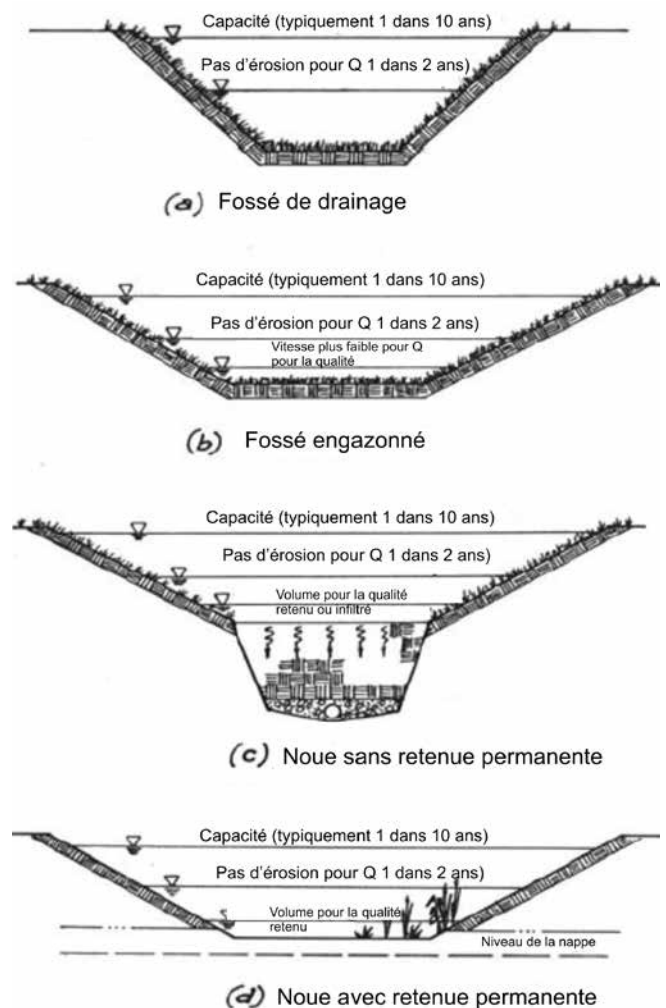 Capacité (typiquement 1 dans 10 ans)
Pas d'érosion pour Q 1 dans 2 ans)
(a) Fossé de drainage
Capacité (typiquement 1 dans 10 ans)
Pas d'érosion pour Q 1 dans 2 ans)
Vitesse plus faible pour Q
pour la qualité
(b) Fossé engazonné
Capacité (typiquement 1 dans 10 ans)
Pas d'érosion pour Q 1 dans 2 ans)
Volume pour la qualité
retenu ou infiltré
(c) Noue sans retenue permanente
Capacité (typiquement 1 dans 10 ans)
Pas d'érosion pour Q 1 dans 2 ans)
Volume pour la qualité
retenu
Niveau de la nappe
(d) Noue avec retenue permanente